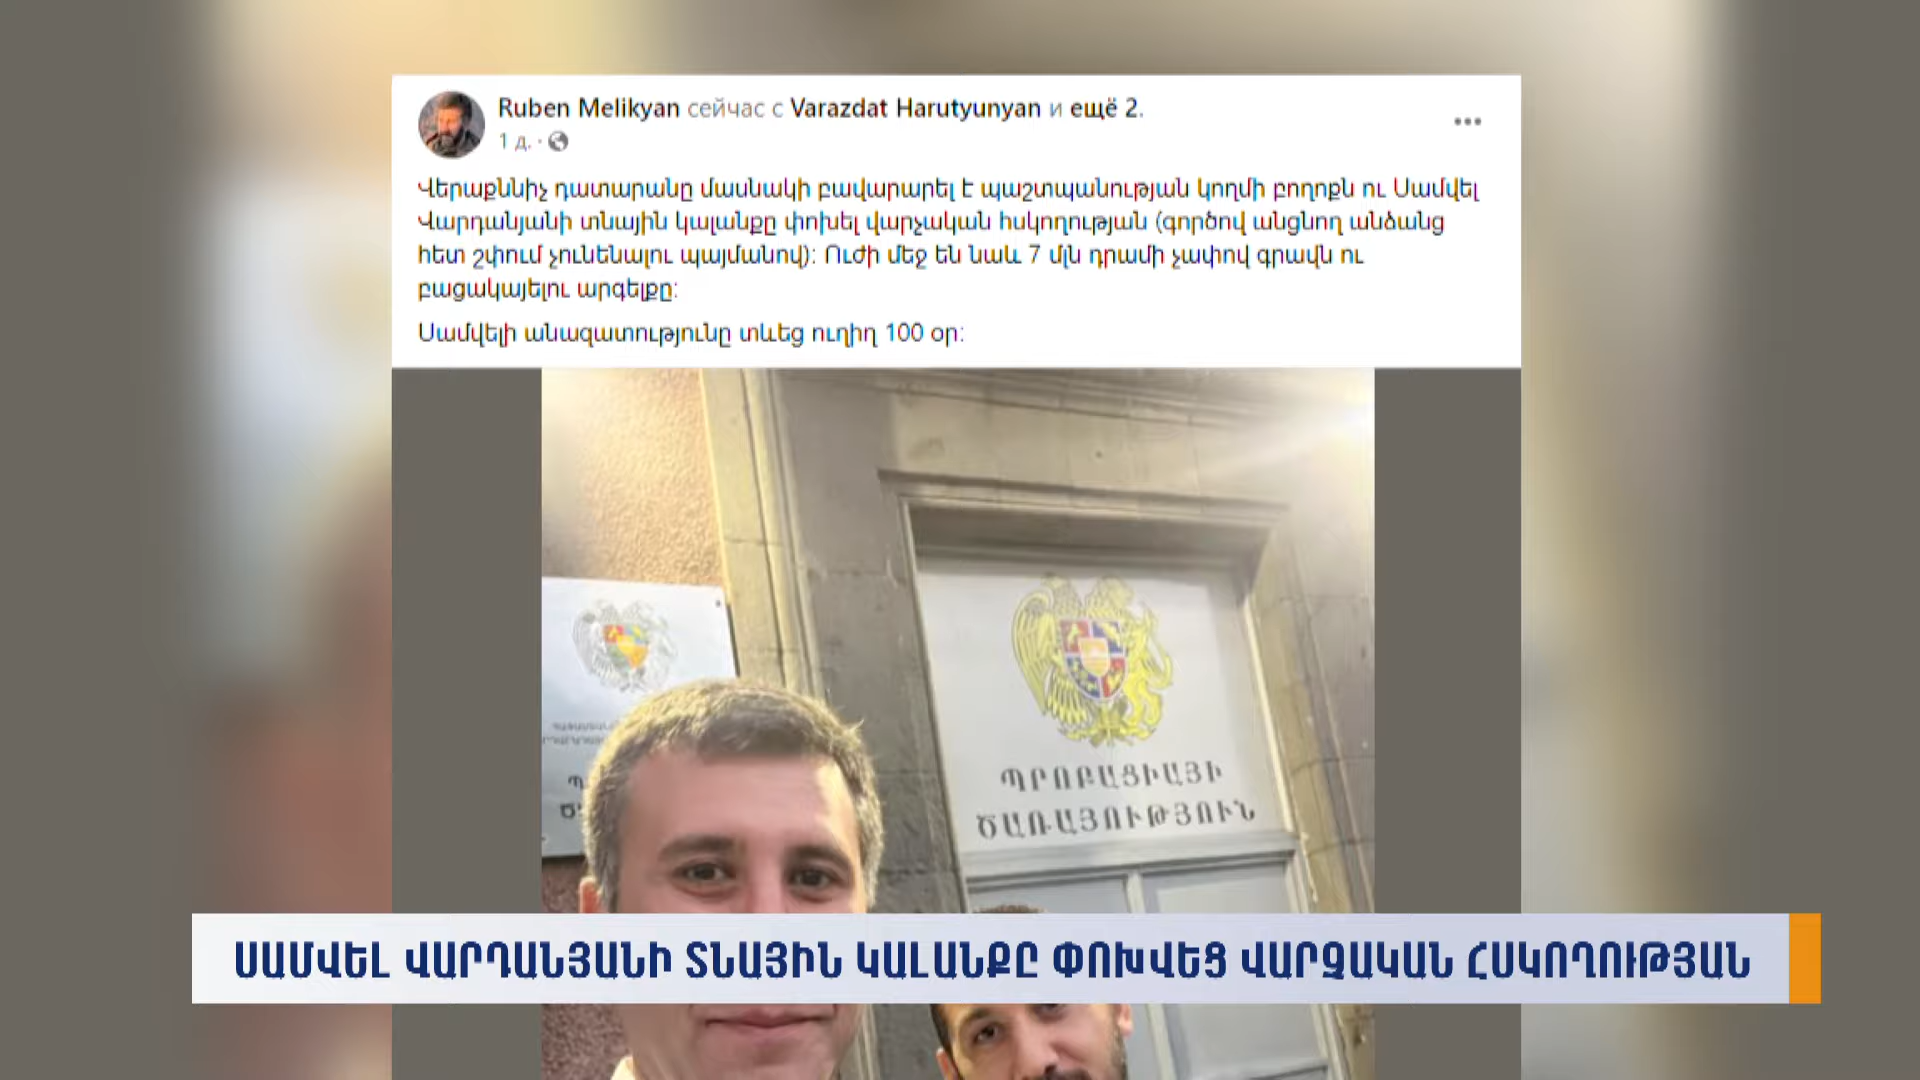 Ruben Melikyan сейчас с Varazdat Harutyunyan и ещё 2.
1 д. ·
Վերաքննիչ դատարանը մասնակի բավարարել է պաշտպանության կողմի բողոքն ու Սամվել
Վարդանյանի տնային կալանքը փոխել վարչական հսկողության (գործով անցնող անձանց
հետ շփում չունենալու պայմանով)։ Ուժի մեջ են նաև 7 մլն դրամի չափով գրավն ու
բացակայելու արգելքը։
Սամվելի անազատությունը տևեց ուղիղ 100 օր։
ՊՐՈԲԱՑԻԱՅԻ
ԾԱՌԱՅՈՒԹՅՈՒՆ
ՍԱՄՎԵԼ ՎԱՐԴԱՆՅԱՆԻ ՏՆԱՅԻՆ ԿԱԼԱՆՔԸ ՓՈԽՎԵՑ ՎԱՐՉԱԿԱՆ ՀՍԿՈՂՈՒԹՅԱՆ